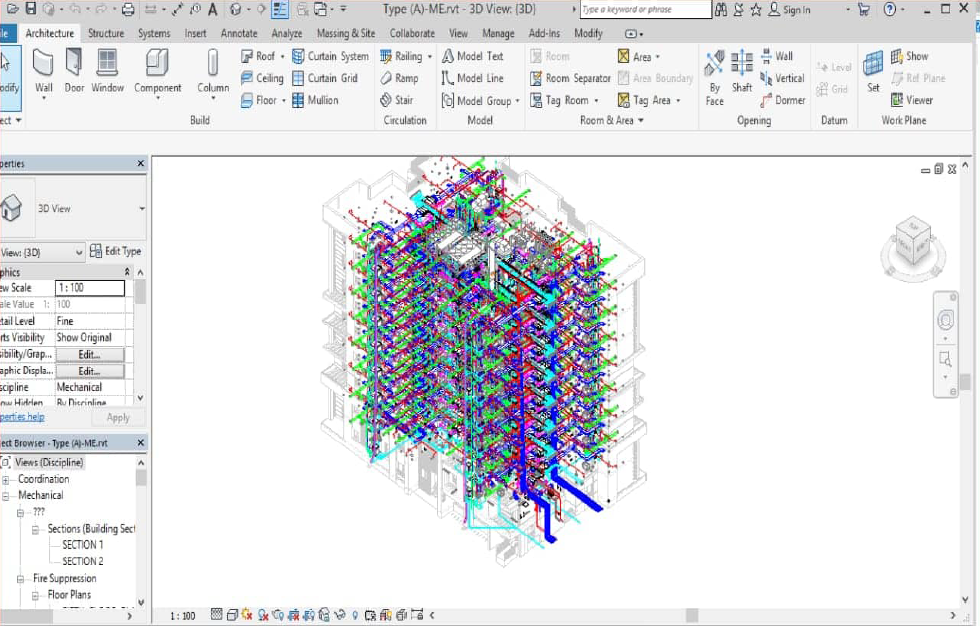 Type (A)-ME.rvt - 3D View: {3D}
Type a keyword or phrase
Sign In
Architecture Structure Systems Insert Annotate Analyze Massing & Site Collaborate View Manage Add-Ins Modify
Roof Curtain System Railing Model Text Room Area Wall Show
Ceiling Curtain Grid Ramp Model Line Room Separator Area Boundary Vertical Level Ref Plane
Wall Door Window Component Column By Face Shaft Grid Set
Floor Mullion Stair Model Group Tag Room Tag Area Dormer Viewer
Build Circulation Model Room & Area Opening Datum Work Plane
perties
3D View
View: {3D} Edit Type
phics
ew Scale 1 : 100
ale Value 1: 100
tail Level Fine
rts Visibility Show Original
ibility/Grap... Edit...
aphic Displa... Edit...
scipline Mechanical
ow Hidden By Discipline
perties help Apply
ect Browser - Type (A)-ME.rvt
Views (Discipline)
Coordination
Mechanical
???
Sections (Building Sect
SECTION 1
SECTION 2
Fire Suppression
Floor Plans
1 : 100